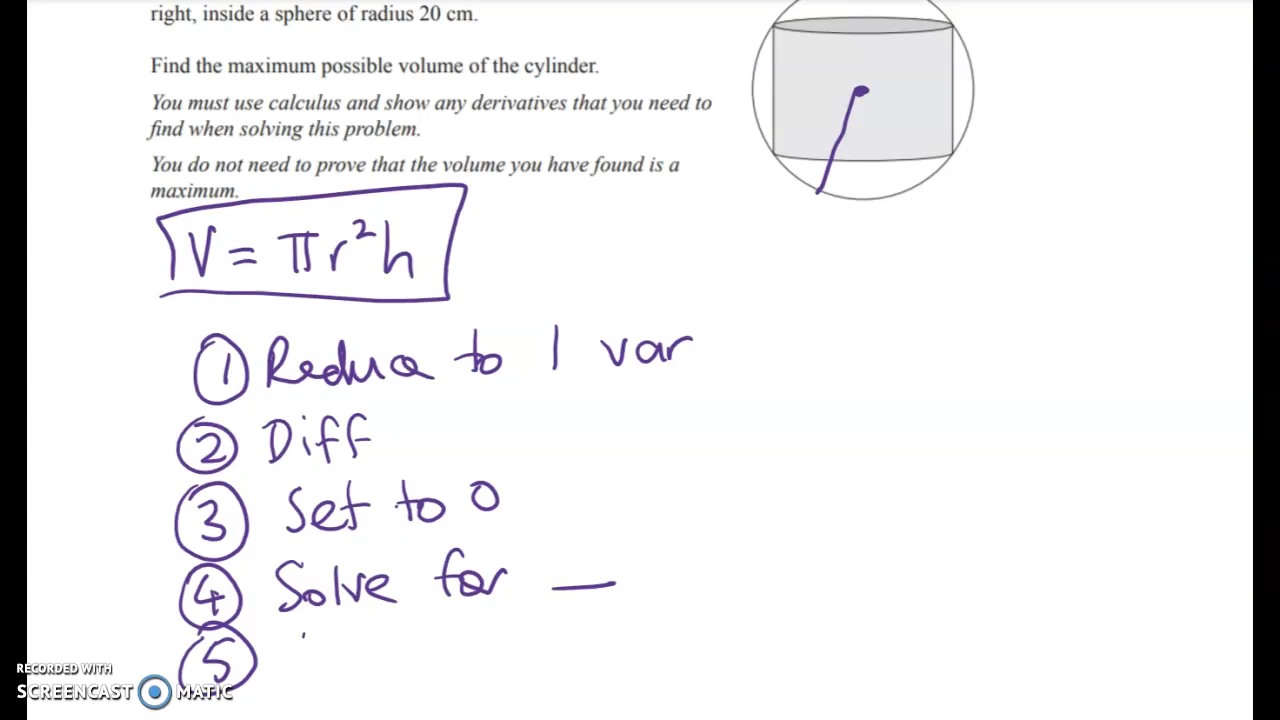 right, inside a sphere of radius 20 cm.
Find the maximum possible volume of the cylinder.
You must use calculus and show any derivatives that you need to
find when solving this problem.
You do not need to prove that the volume you have found is a
maximum.
V = πr²h
① Reduce to 1 var
② Diff
③ Set to 0
④ Solve for __
⑤
RECORDED WITH
SCREENCAST MATIC